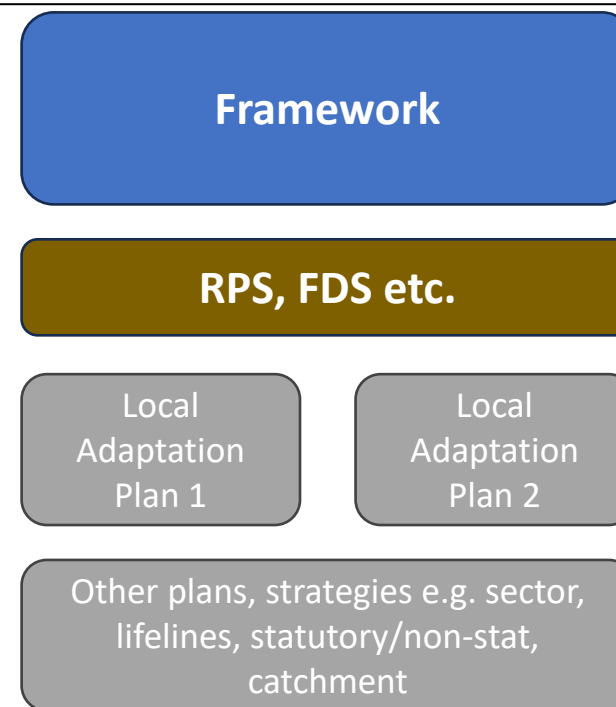 Framework
RPS, FDS etc.
Local
Adaptation
Plan 1
Local
Adaptation
Plan 2
Other plans, strategies e.g. sector,
lifelines, statutory/non-stat,
catchment